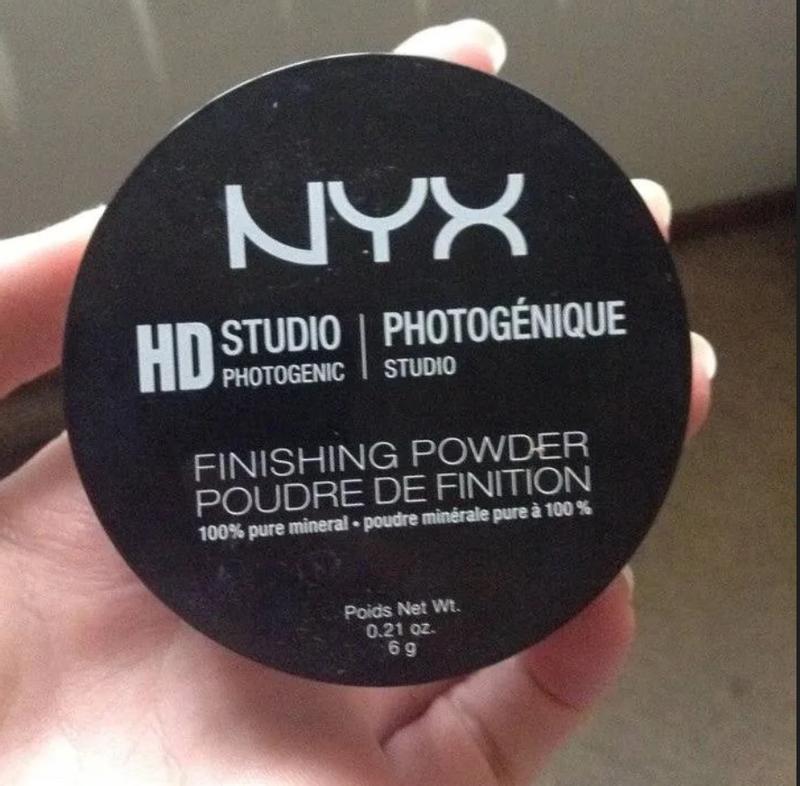 NYX
HD STUDIO PHOTOGENIC | PHOTOGÉNIQUE STUDIO
FINISHING POWDER
POUDRE DE FINITION
100% pure mineral • poudre minérale pure à 100 %
Poids Net Wt.
0.21 oz.
6 g